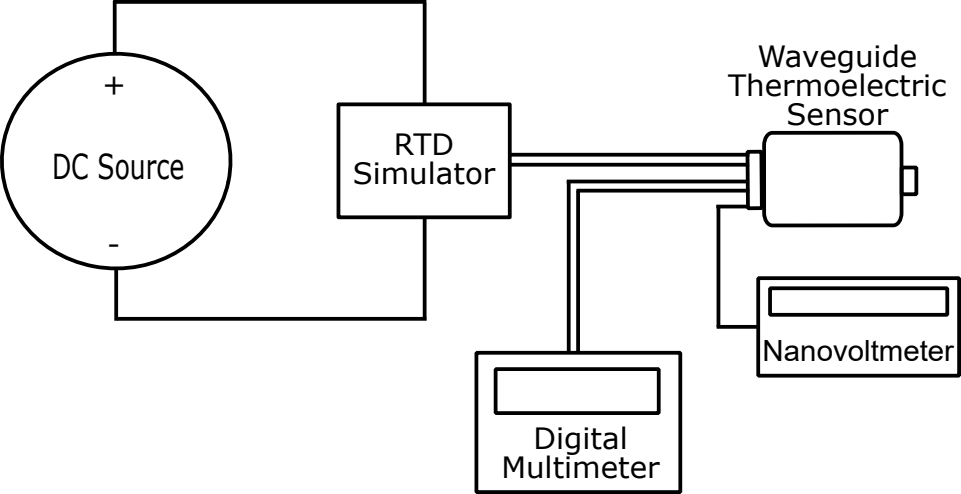 +
DC Source
-
RTD
Simulator
Waveguide
Thermoelectric
Sensor
Nanovoltmeter
Digital
Multimeter